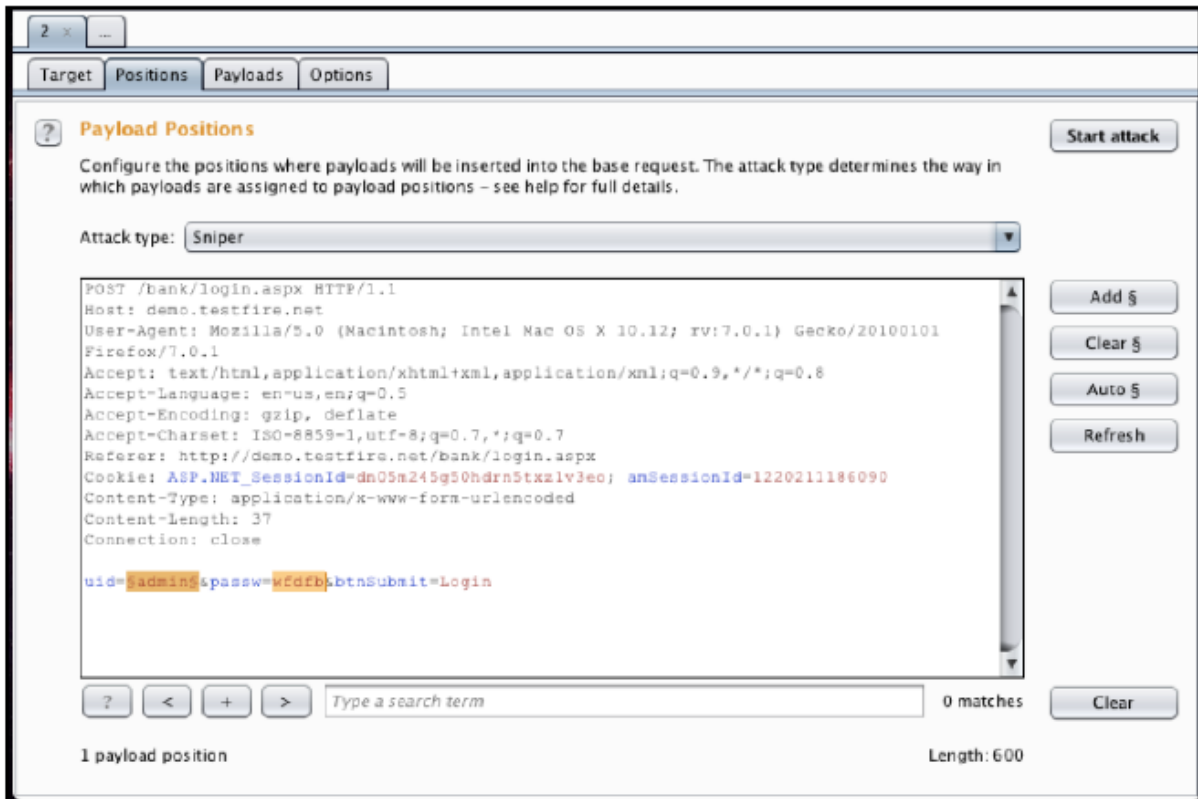 2 × ...
Target Positions Payloads Options
? Payload Positions
Start attack
Configure the positions where payloads will be inserted into the base request. The attack type determines the way in
which payloads are assigned to payload positions – see help for full details.
Attack type: Sniper
POST /bank/login.aspx HTTP/1.1
Host: demo.testfire.net
User-Agent: Mozilla/5.0 (Macintosh; Intel Mac OS X 10.12; rv:7.0.1) Gecko/20100101
Firefox/7.0.1
Accept: text/html,application/xhtml+xml,application/xml;q=0.9,*/*;q=0.8
Accept-Language: en-us,en;q=0.5
Accept-Encoding: gzip, deflate
Accept-Charset: ISO-8859-1,utf-8;q=0.7,*;q=0.7
Referer: http://demo.testfire.net/bank/login.aspx
Cookie: ASP.NET_SessionId=dn05m245g50hdrn5txzlv3eo; amSessionId=1220211186090
Content-Type: application/x-www-form-urlencoded
Content-Length: 37
Connection: close
uid=§admin§&passw=wfdfb&btnSubmit=Login
Add §
Clear §
Auto §
Refresh
? < + > Type a search term 0 matches Clear
1 payload position Length: 600